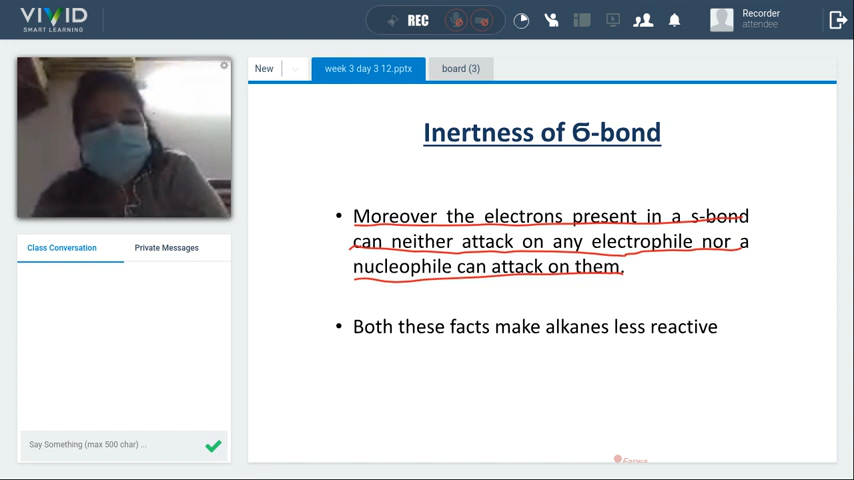 VIVID
SMART LEARNING
REC
Recorder
attendee
New
week 3 day 3 12.pptx
board (3)
Inertness of Ϭ-bond
• Moreover the electrons present in a s-bond
can neither attack on any electrophile nor a
nucleophile can attack on them.
• Both these facts make alkanes less reactive
Class Conversation
Private Messages
Say Something (max 500 char) ...
Farwa